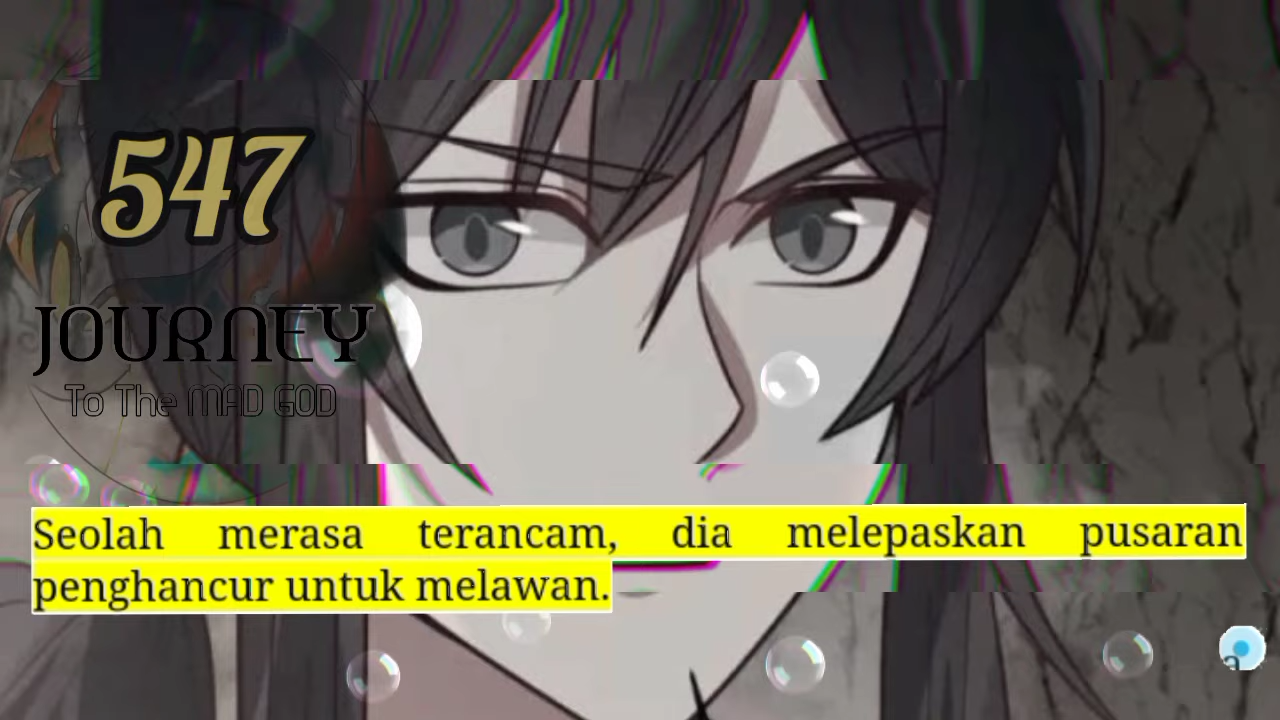 547
JOURNEY
To The MAD GOD
Seolah merasa terancam, dia melepaskan pusaran
penghancur untuk melawan.
a